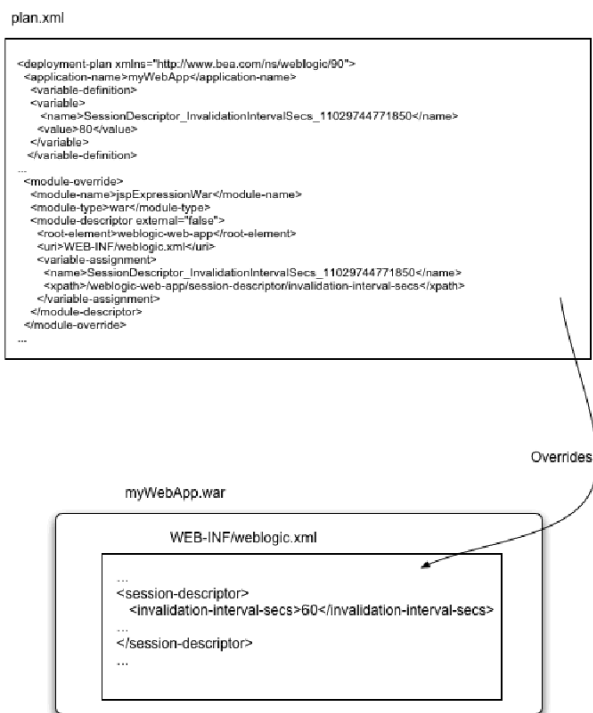 plan.xml
<deployment-plan xmlns="http://www.bea.com/ns/weblogic/90">
<application-name>myWebApp</application-name>
<variable-definition>
<variable>
<name>SessionDescriptor_InvalidationIntervalSecs_11029744771850</name>
<value>80</value>
</variable>
</variable-definition>
...
<module-override>
<module-name>jspExpressionWar</module-name>
<module-type>war</module-type>
<module-descriptor external="false">
<root-element>weblogic-web-app</root-element>
<uri>WEB-INF/weblogic.xml</uri>
<variable-assignment>
<name>SessionDescriptor_InvalidationIntervalSecs_11029744771850</name>
<xpath>/weblogic-web-app/session-descriptor/invalidation-interval-secs</xpath>
</variable-assignment>
</module-descriptor>
</module-override>
...
Overrides
myWebApp.war
WEB-INF/weblogic.xml
...
<session-descriptor>
<invalidation-interval-secs>60</invalidation-interval-secs>
...
</session-descriptor>
...